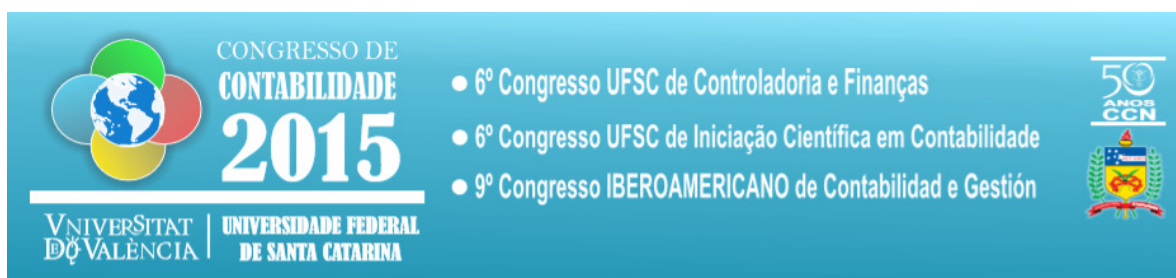 CONGRESSO DE
CONTABILIDADE
2015
VNIVERSITAT
DE VALÈNCIA
UNIVERSIDADE FEDERAL
DE SANTA CATARINA
● 6º Congresso UFSC de Controladoria e Finanças
● 6º Congresso UFSC de Iniciação Científica em Contabilidade
● 9º Congresso IBEROAMERICANO de Contabilidad e Gestión
50
ANOS
CCN